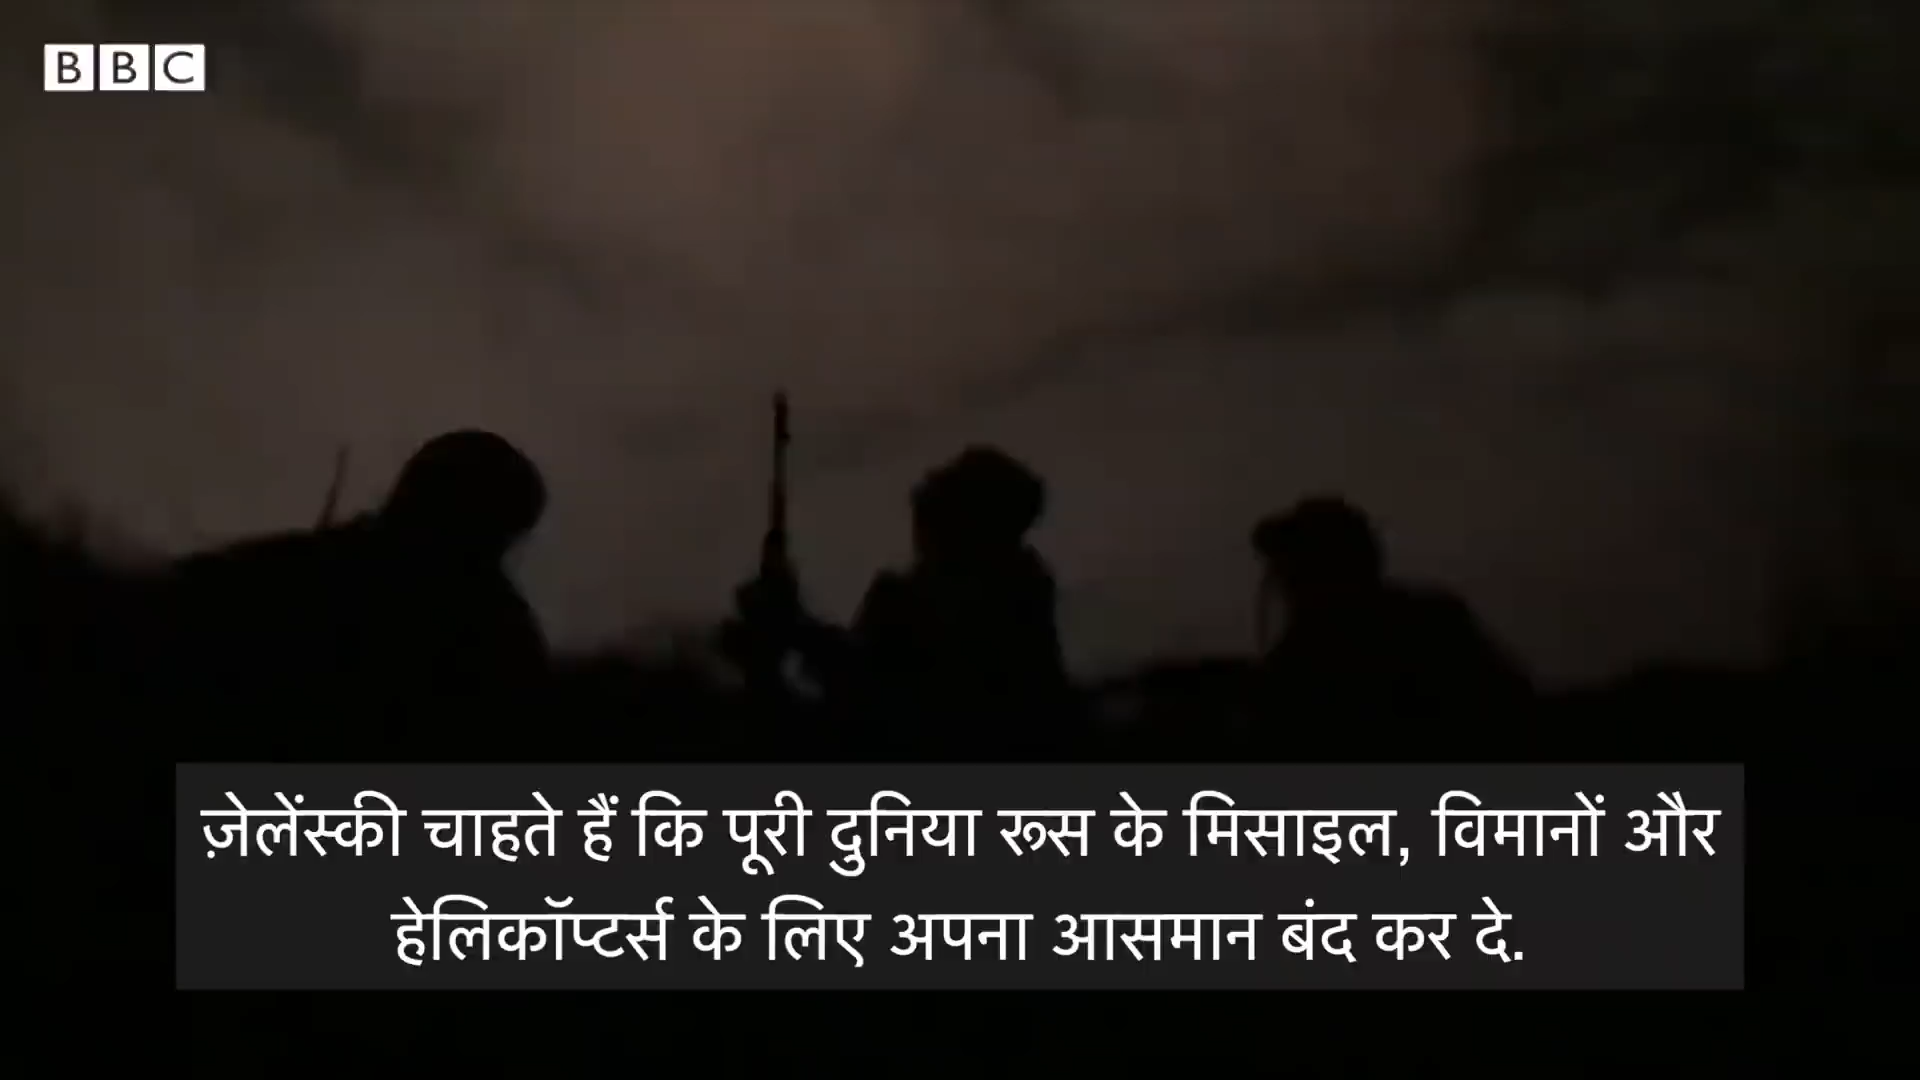 BBC
ज़ेलेंस्की चाहते हैं कि पूरी दुनिया रूस के मिसाइल, विमानों और
हेलिकॉप्टर्स के लिए अपना आसमान बंद कर दे.